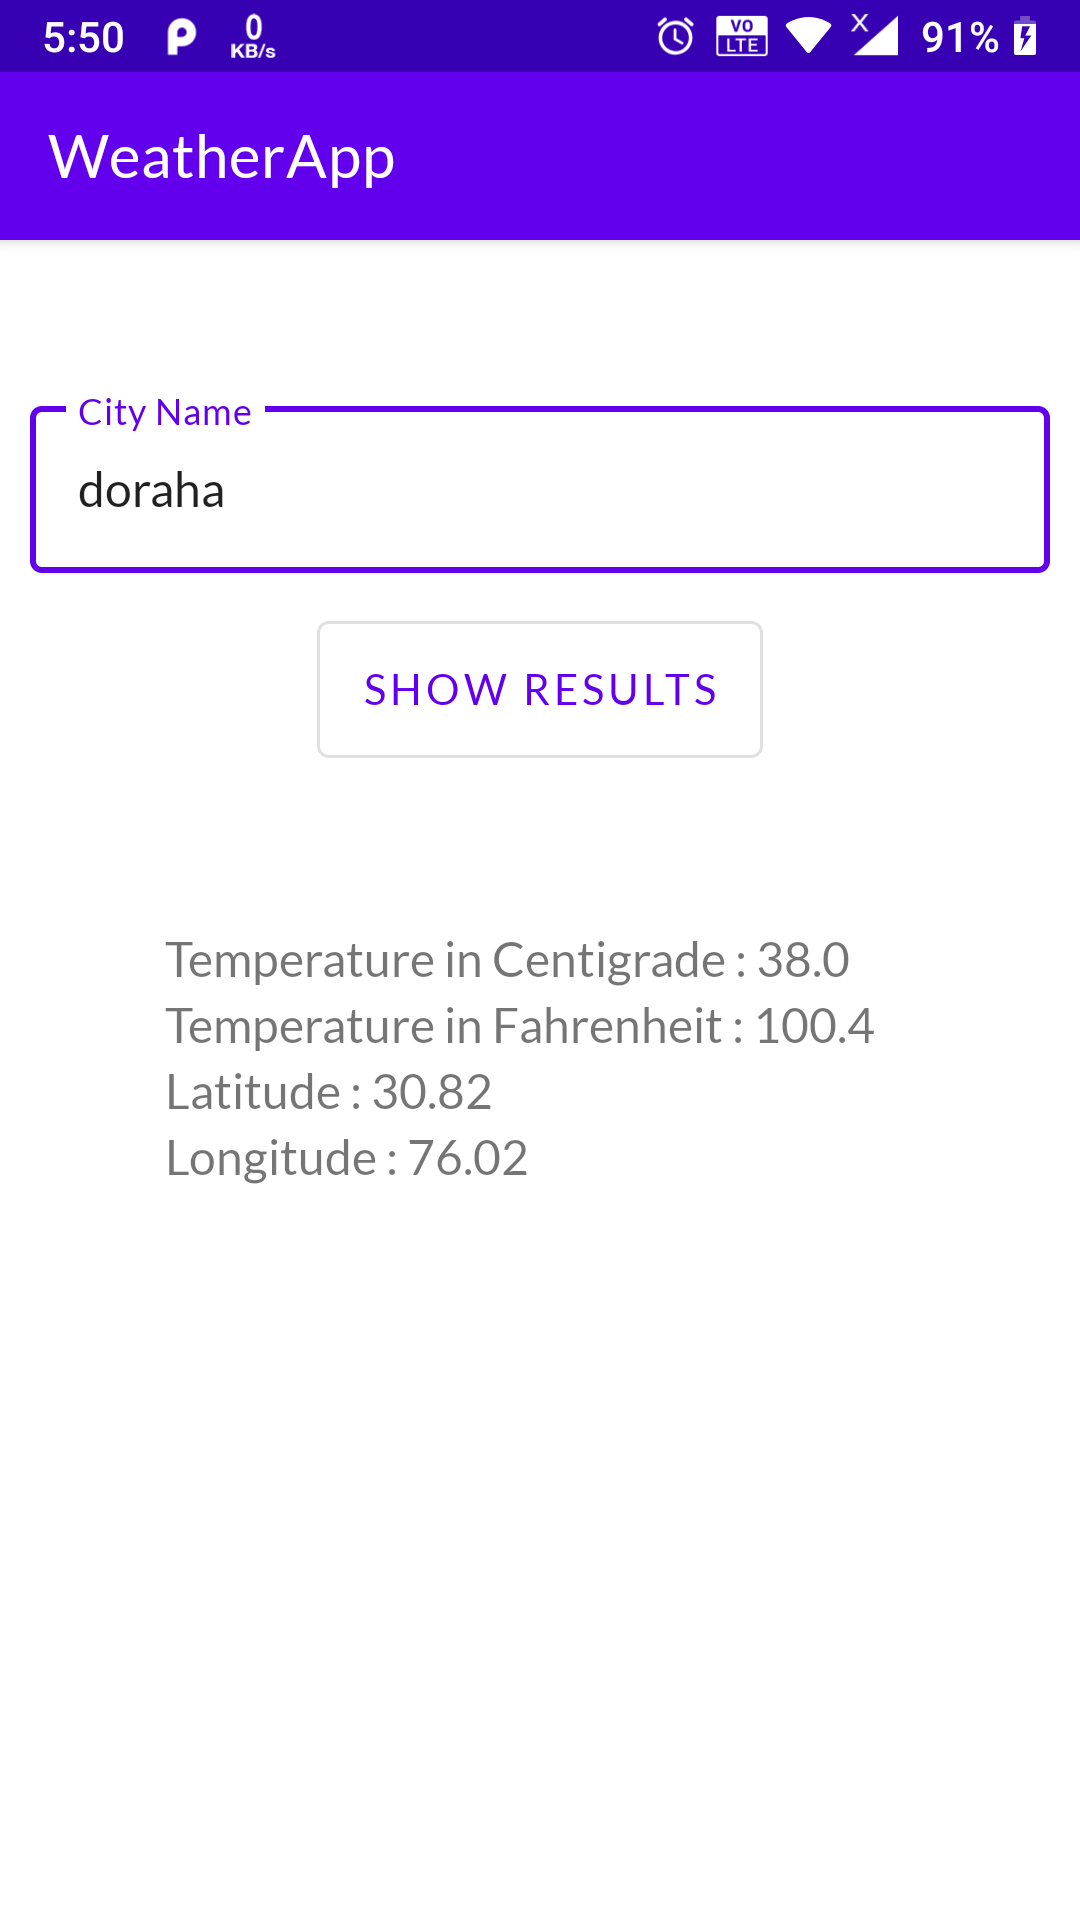 5:50 P 0 KB/s VO LTE X 91%
WeatherApp
City Name
doraha
SHOW RESULTS
Temperature in Centigrade : 38.0
Temperature in Fahrenheit : 100.4
Latitude : 30.82
Longitude : 76.02